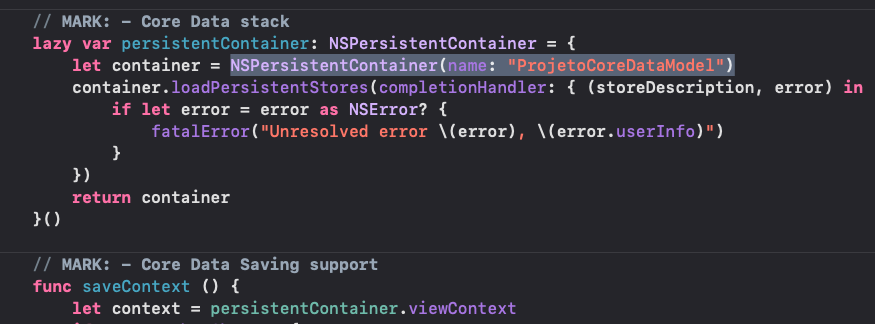 // MARK: - Core Data stack
lazy var persistentContainer: NSPersistentContainer = {
    let container = NSPersistentContainer(name: "ProjetoCoreDataModel")
    container.loadPersistentStores(completionHandler: { (storeDescription, error) in
        if let error = error as NSError? {
            fatalError("Unresolved error \(error), \(error.userInfo)")
        }
    })
    return container
}()
// MARK: - Core Data Saving support
func saveContext () {
    let context = persistentContainer.viewContext